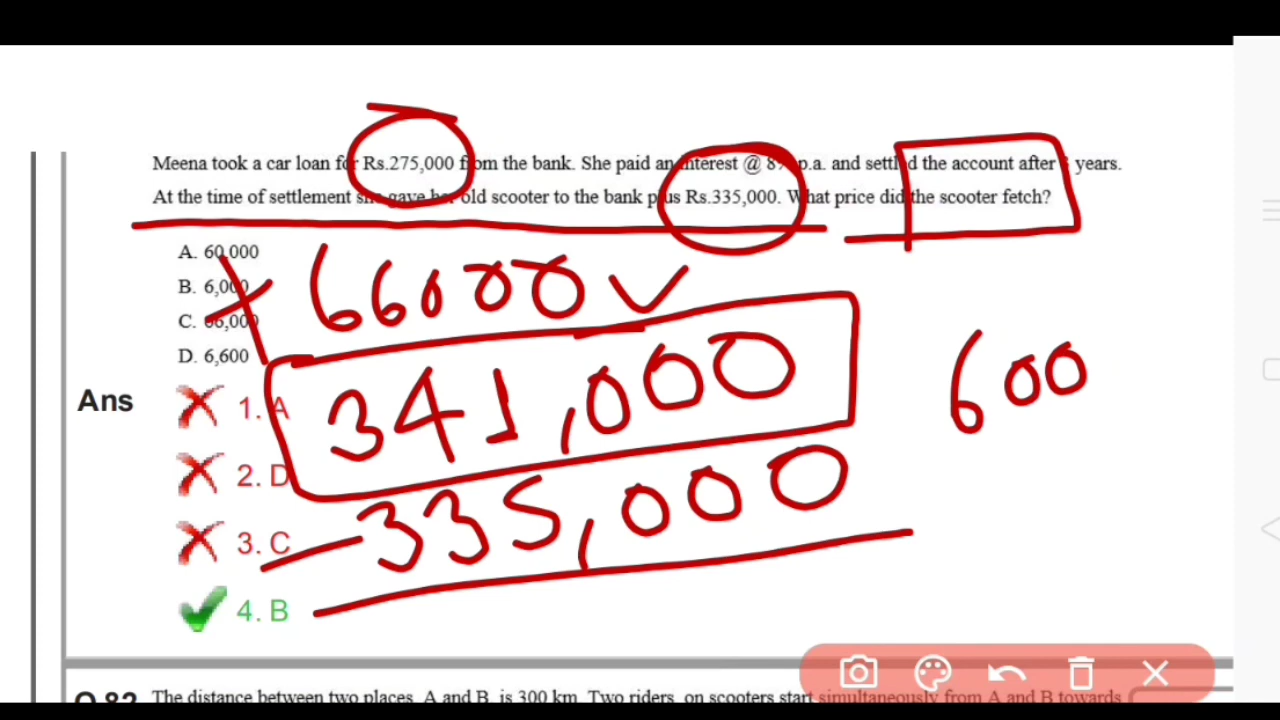 Meena took a car loan for Rs.275,000 from the bank. She paid an interest @ 8% p.a. and settled the account after years.
At the time of settlement she gave her old scooter to the bank plus Rs.335,000. What price did the scooter fetch?
A. 60,000
B. 6,000
C. 66,000
D. 6,600
66000
341,000
600
- 335,000
Ans
1. A
2. D
3. C
4. B
Q.82 The distance between two places, A and B, is 300 km. Two riders, on scooters start simultaneously from A and B towards